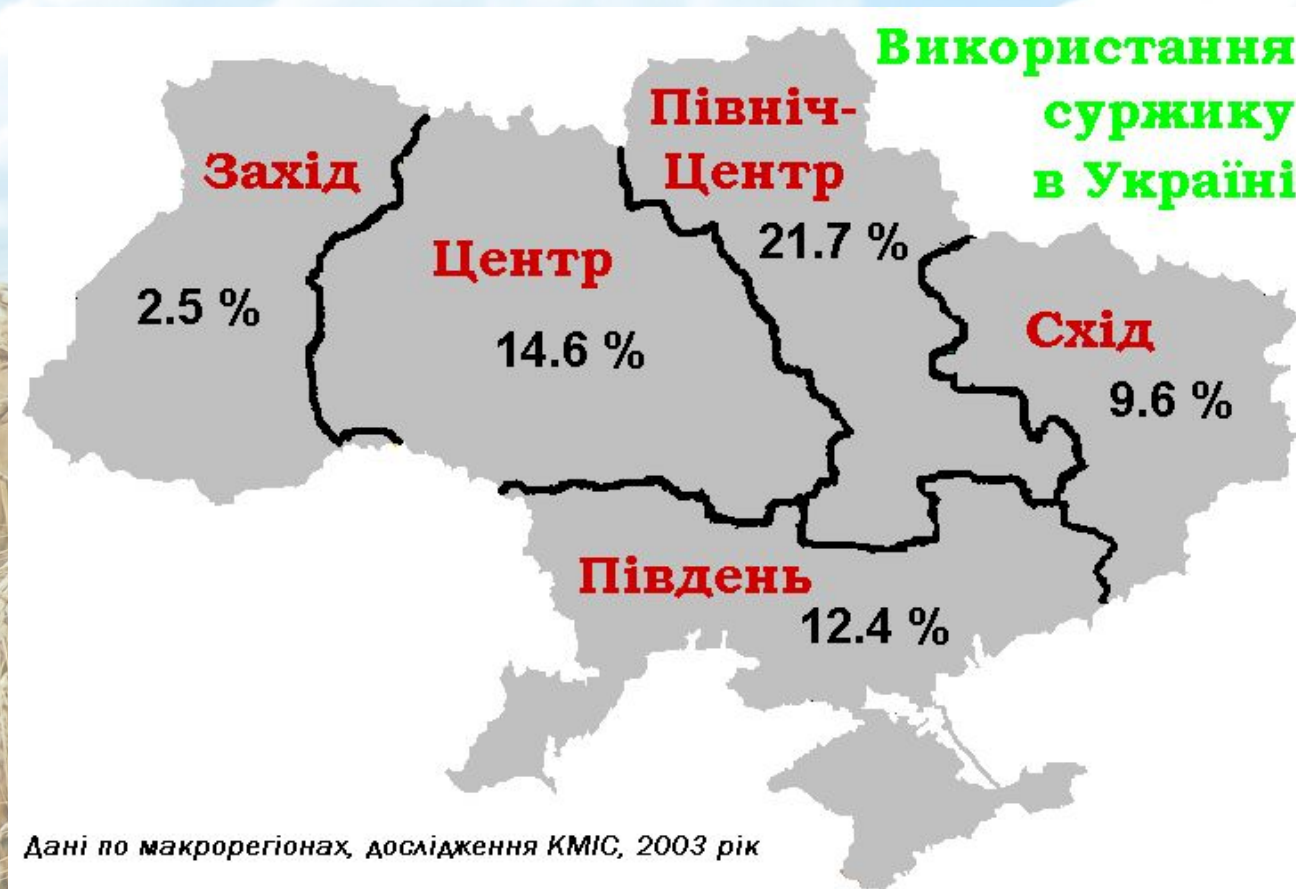 Використання
суржику
в Україні
Північ-
Центр
21.7 %
Захід
2.5 %
Центр
14.6 %
Схід
9.6 %
Південь
12.4 %
Дані по макрорегіонах, дослідження КМІС, 2003 рік